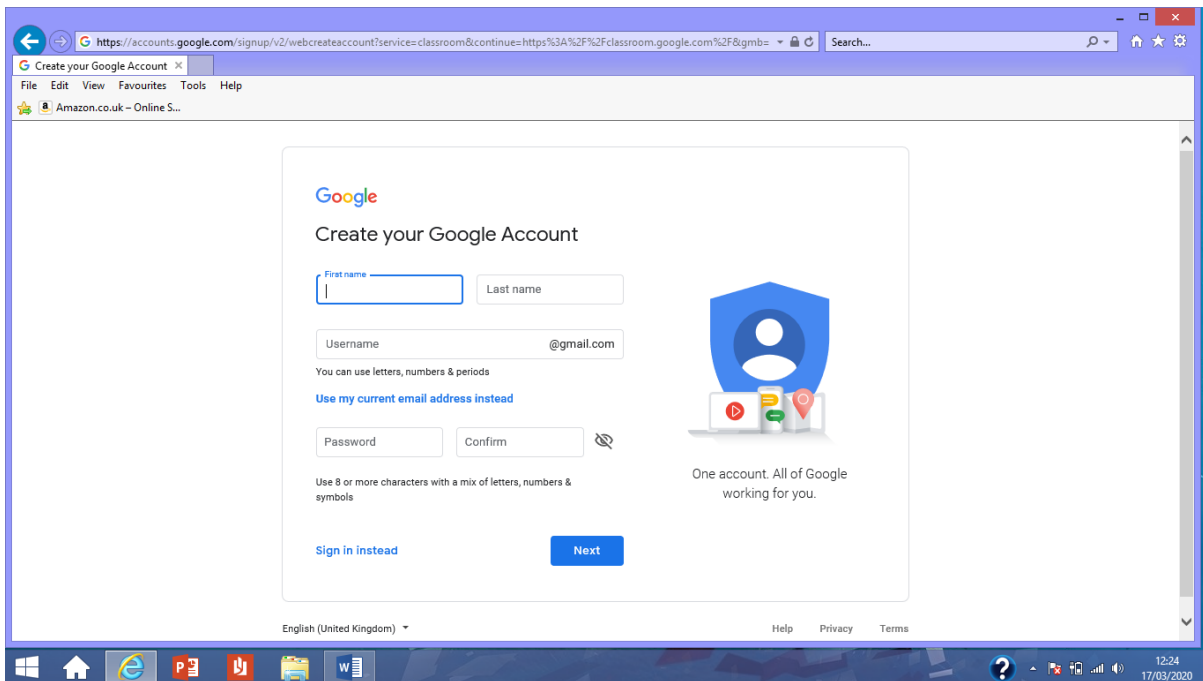 https://accounts.google.com/signup/v2/webcreateaccount?service=classroom&continue=https%3A%2F%2Fclassroom.google.com%2F&gmb= Search...
Create your Google Account
File Edit View Favourites Tools Help
Amazon.co.uk – Online S...
Google
Create your Google Account
First name
Last name
Username @gmail.com
You can use letters, numbers & periods
Use my current email address instead
Password Confirm
Use 8 or more characters with a mix of letters, numbers &
symbols
One account. All of Google
working for you.
Sign in instead Next
English (United Kingdom) Help Privacy Terms
12:24
17/03/2020